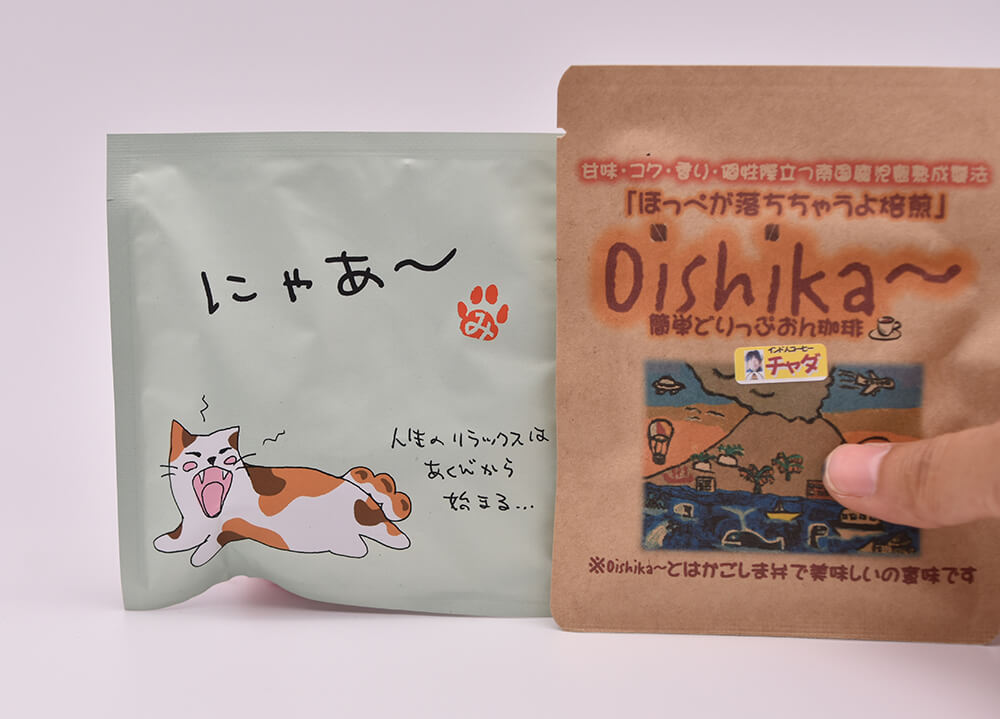 にゃあ～
み
人生のリラックスは
あくびから
始まる...
甘味・コク・香り・個性際立つ南国鹿児島熟成製法
「ほっぺが落ちちゃうよ焙煎」
Oishika～
簡単どりっぷおん珈琲
インドコーヒー
チャダ
※Oishika～とはかごしま弁で美味しいの意味です